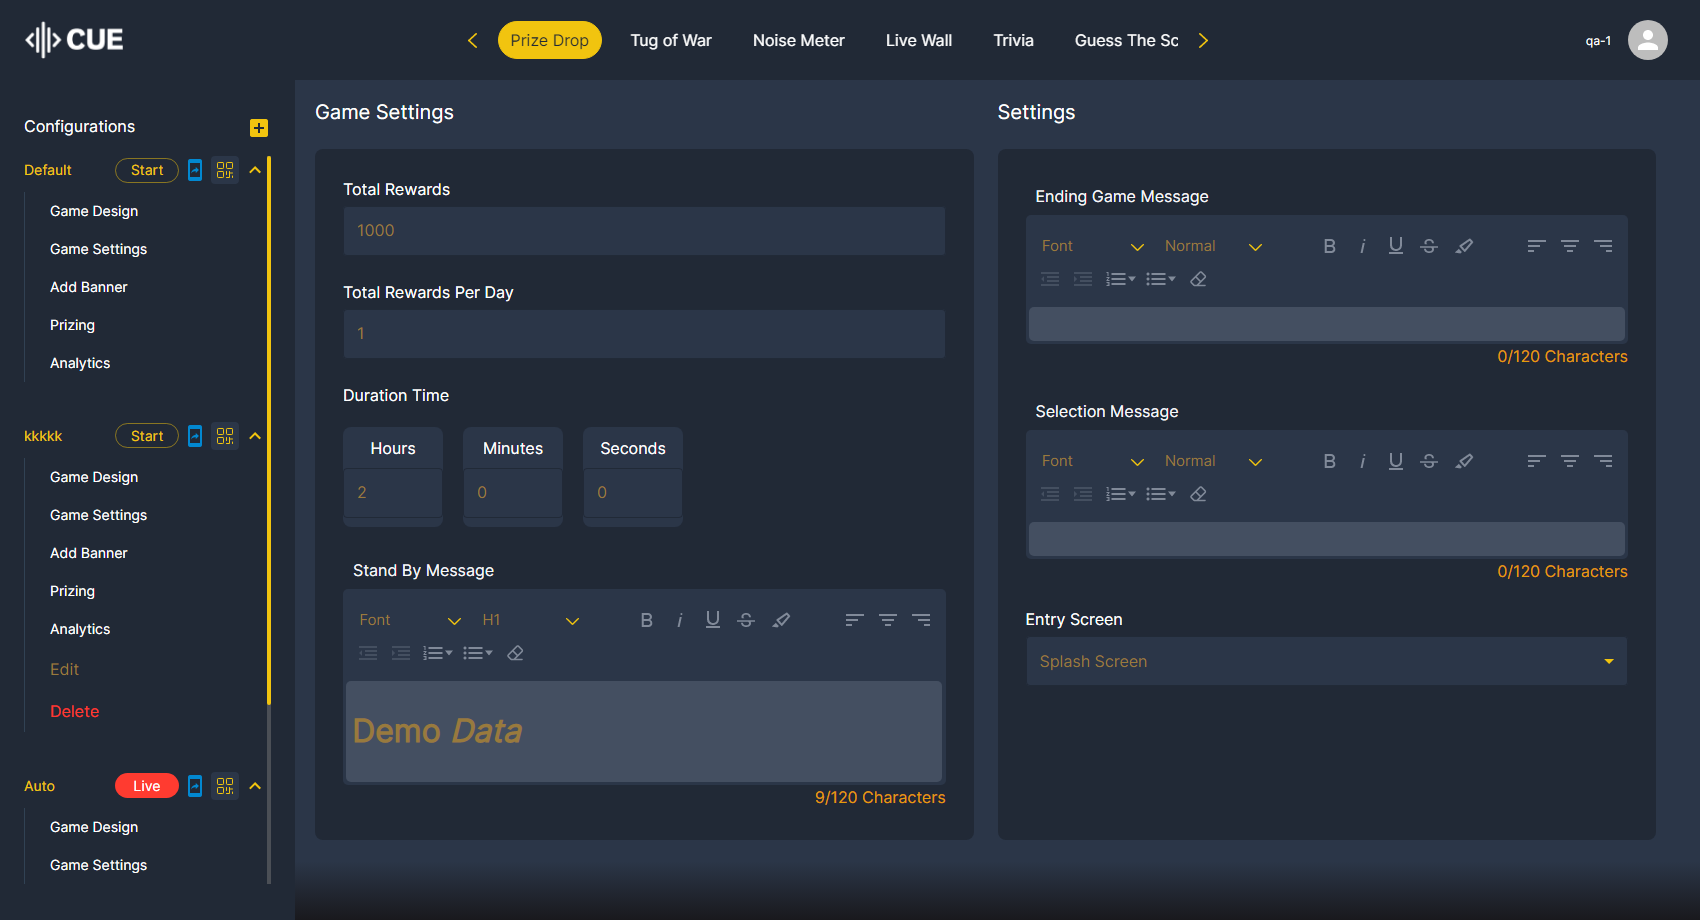 CUE
Prize Drop
Tug of War
Noise Meter
Live Wall
Trivia
Guess The Sc
qa-1
Configurations
Default
Start
Game Design
Game Settings
Add Banner
Prizing
Analytics
kkkkk
Start
Game Design
Game Settings
Add Banner
Prizing
Analytics
Edit
Delete
Auto
Live
Game Design
Game Settings
Game Settings
Total Rewards
1000
Total Rewards Per Day
1
Duration Time
Hours
Minutes
Seconds
2
0
0
Stand By Message
Font
H1
B
i
U
S
Demo Data
9/120 Characters
Settings
Ending Game Message
Font
Normal
B
i
U
S
0/120 Characters
Selection Message
Font
Normal
B
i
U
S
0/120 Characters
Entry Screen
Splash Screen